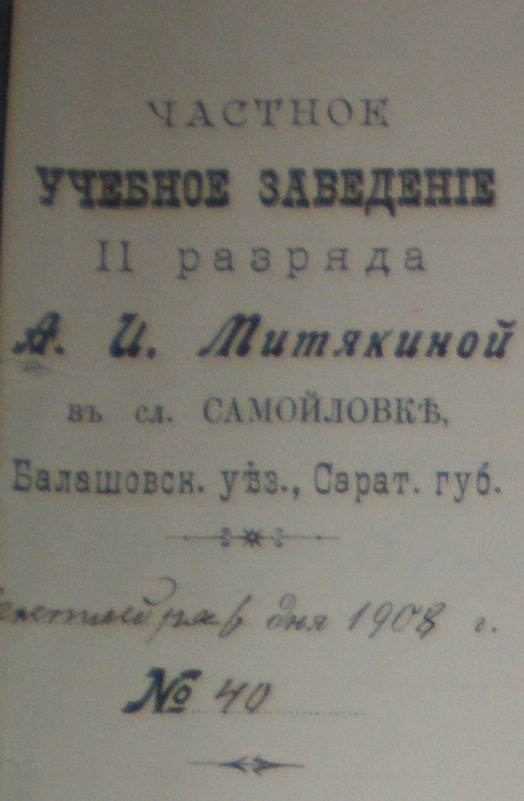 ЧАСТНОЕ
УЧЕБНОЕ ЗАВЕДЕНІЕ
II разряда
А. И. Митякиной
въ сл. САМОЙЛОВКѢ,
Балашовск. уѣз., Сарат. губ.
дня 1908 г.
№ 40